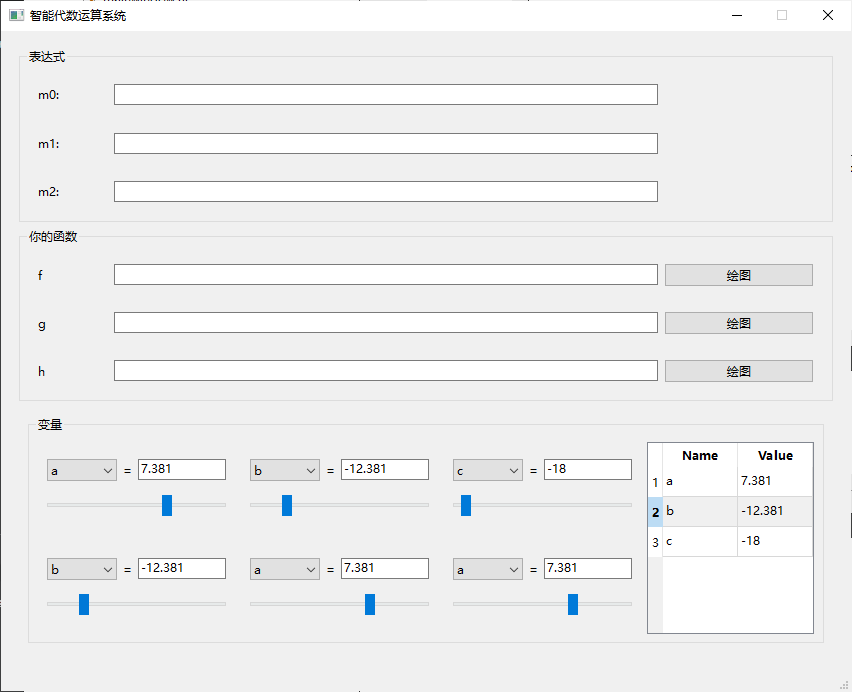 智能代数运算系统
表达式
m0:
m1:
m2:
你的函数
f 绘图
g 绘图
h 绘图
变量
a = 7.381 b = -12.381 c = -18
b = -12.381 a = 7.381 a = 7.381
Name Value
1 a 7.381
2 b -12.381
3 c -18